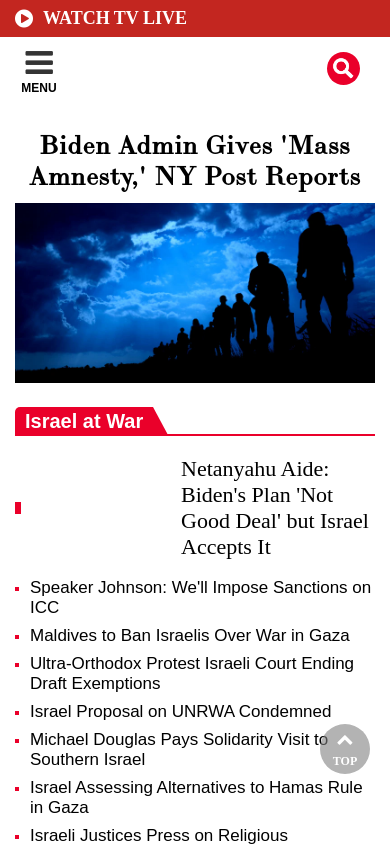 WATCH TV LIVE
MENU
Biden Admin Gives 'Mass
Amnesty,' NY Post Reports
Israel at War
Netanyahu Aide:
Biden's Plan 'Not
Good Deal' but Israel
Accepts It
Speaker Johnson: We'll Impose Sanctions on
ICC
Maldives to Ban Israelis Over War in Gaza
Ultra-Orthodox Protest Israeli Court Ending
Draft Exemptions
Israel Proposal on UNRWA Condemned
Michael Douglas Pays Solidarity Visit to
Southern Israel
TOP
Israel Assessing Alternatives to Hamas Rule
in Gaza
Israeli Justices Press on Religious